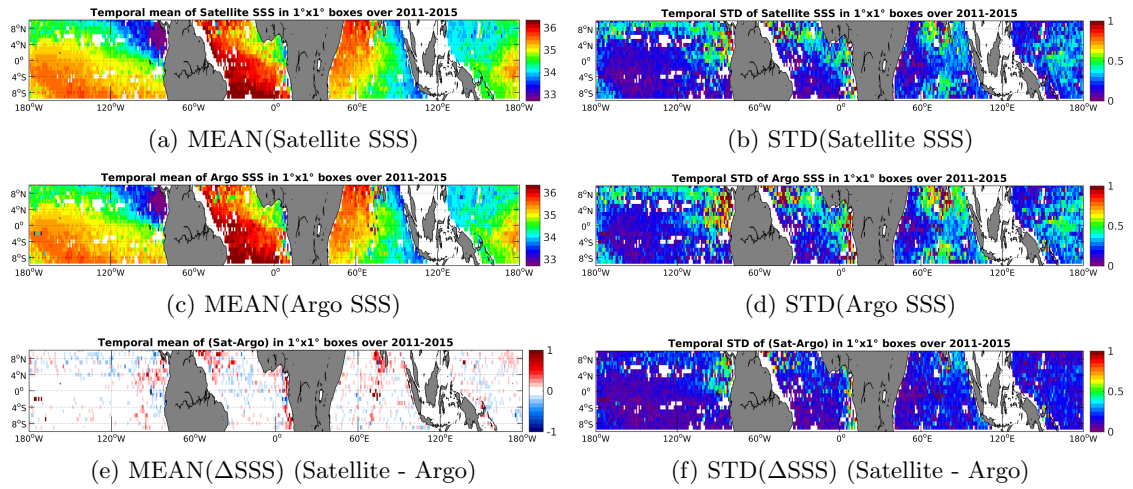 Temporal mean of Satellite SSS in 1°x1° boxes over 2011-2015
8°N
4°N
0°
4°S
8°S
180°W 120°W 60°W 0° 60°E 120°E 180°W
36
35
34
33
(a) MEAN(Satellite SSS)
Temporal STD of Satellite SSS in 1°x1° boxes over 2011-2015
8°N
4°N
0°
4°S
8°S
180°W 120°W 60°W 0° 60°E 120°E 180°W
1
0.5
0
(b) STD(Satellite SSS)
Temporal mean of Argo SSS in 1°x1° boxes over 2011-2015
8°N
4°N
0°
4°S
8°S
180°W 120°W 60°W 0° 60°E 120°E 180°W
36
35
34
33
(c) MEAN(Argo SSS)
Temporal STD of Argo SSS in 1°x1° boxes over 2011-2015
8°N
4°N
0°
4°S
8°S
180°W 120°W 60°W 0° 60°E 120°E 180°W
1
0.5
0
(d) STD(Argo SSS)
Temporal mean of (Sat-Argo) in 1°x1° boxes over 2011-2015
8°N
4°N
0°
4°S
8°S
180°W 120°W 60°W 0° 60°E 120°E 180°W
1
0
-1
(e) MEAN(ΔSSS) (Satellite - Argo)
Temporal STD of (Sat-Argo) in 1°x1° boxes over 2011-2015
8°N
4°N
0°
4°S
8°S
180°W 120°W 60°W 0° 60°E 120°E 180°W
1
0.5
0
(f) STD(ΔSSS) (Satellite - Argo)